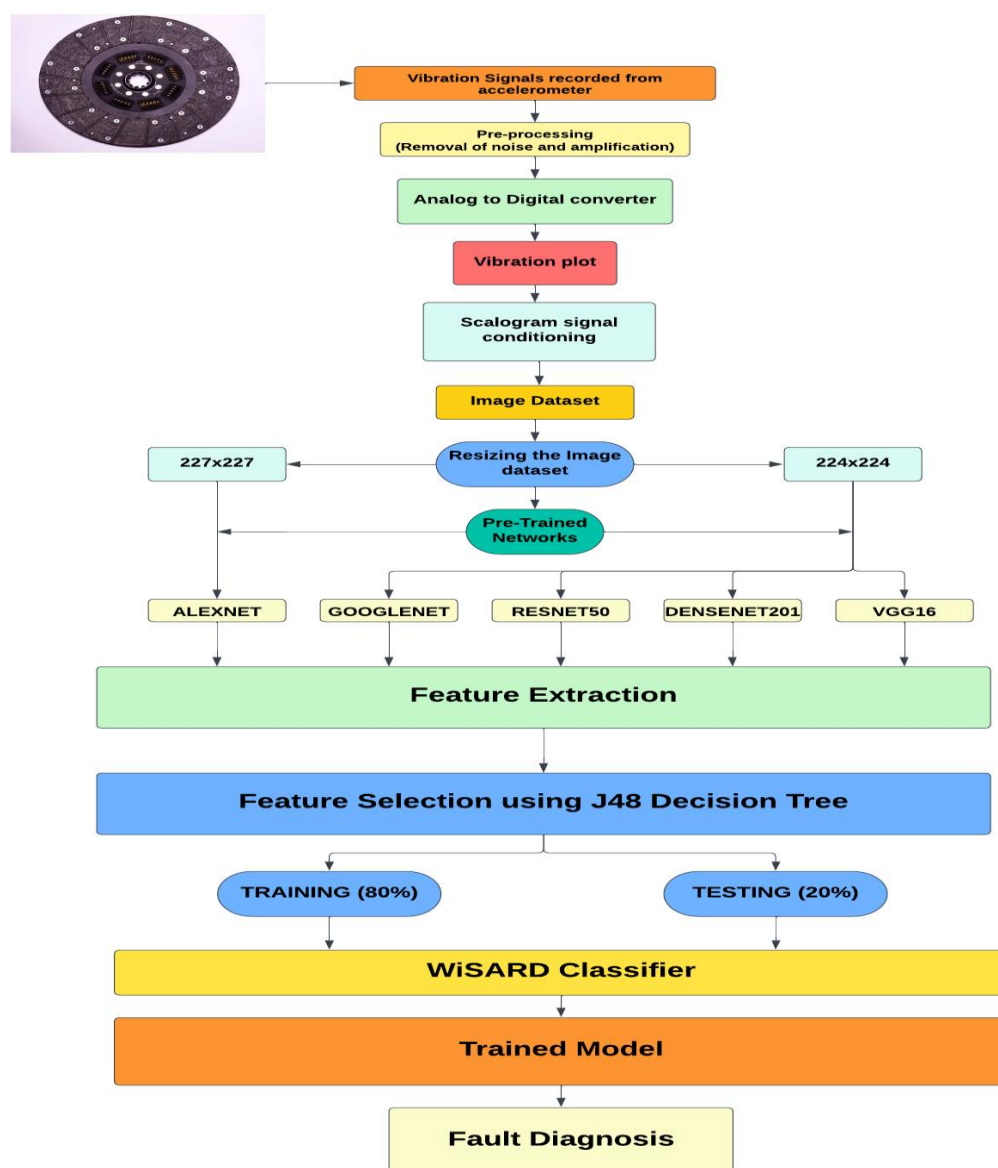 Vibration Signals recorded from
accelerometer
Pre-processing
(Removal of noise and amplification)
Analog to Digital converter
Vibration plot
Scalogram signal
conditioning
Image Dataset
227x227
Resizing the Image
dataset
224x224
Pre-Trained
Networks
ALEXNET
GOOGLENET
RESNET50
DENSENET201
VGG16
Feature Extraction
Feature Selection using J48 Decision Tree
TRAINING (80%)
TESTING (20%)
WiSARD Classifier
Trained Model
Fault Diagnosis